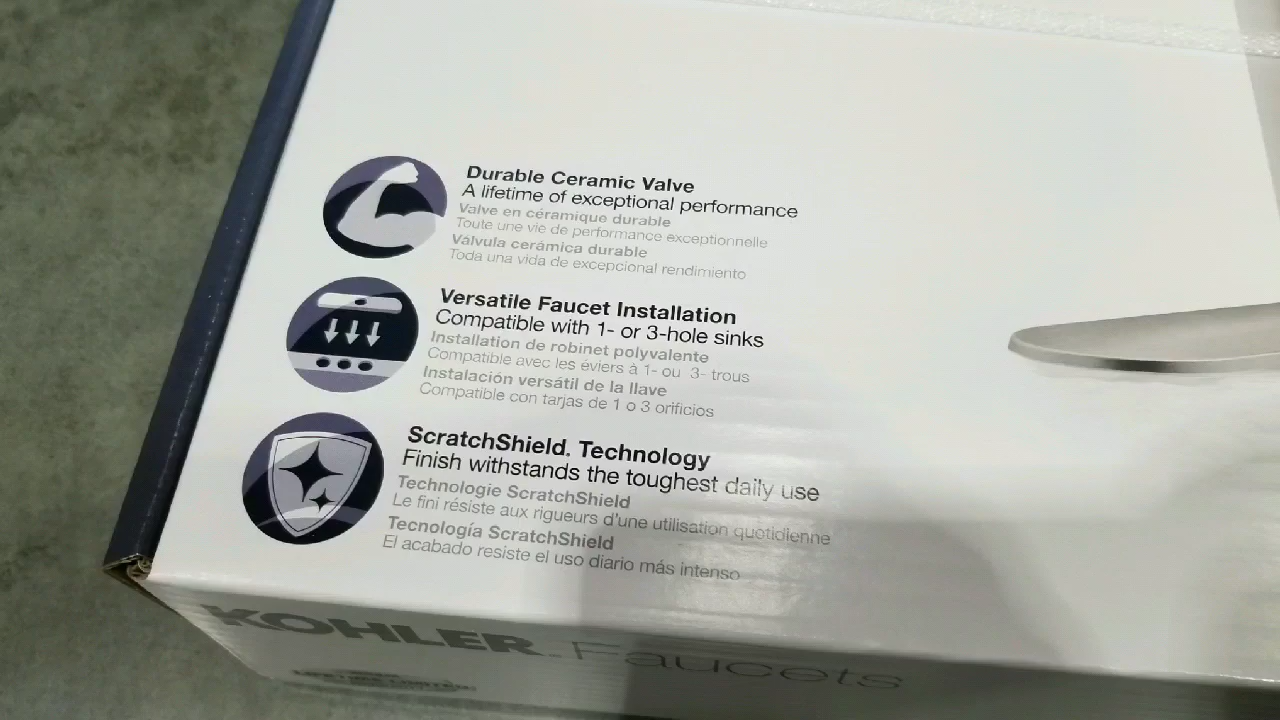 Durable Ceramic Valve
A lifetime of exceptional performance
Valve en céramique durable
Toute une vie de performance exceptionnelle
Válvula cerámica durable
Toda una vida de excepcional rendimiento
Versatile Faucet Installation
Compatible with 1- or 3-hole sinks
Installation de robinet polyvalente
Compatible avec les éviers à 1- ou 3- trous
Instalación versátil de la llave
Compatible con tarjas de 1 o 3 orificios
ScratchShield. Technology
Finish withstands the toughest daily use
Technologie ScratchShield
Le fini résiste aux rigueurs d'une utilisation quotidienne
Tecnología ScratchShield
El acabado resiste el uso diario más intenso
KOHLER. Faucets